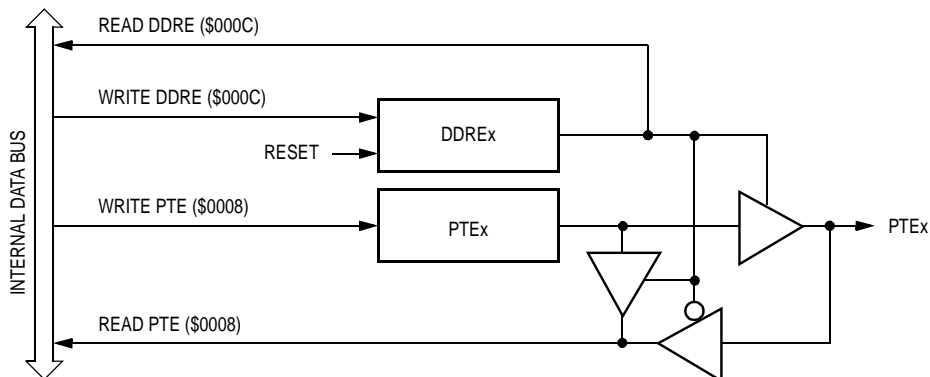 READ DDRE ($000C)
WRITE DDRE ($000C)
DDREx
RESET
WRITE PTE ($0008)
PTEx
PTEx
READ PTE ($0008)
INTERNAL DATA BUS